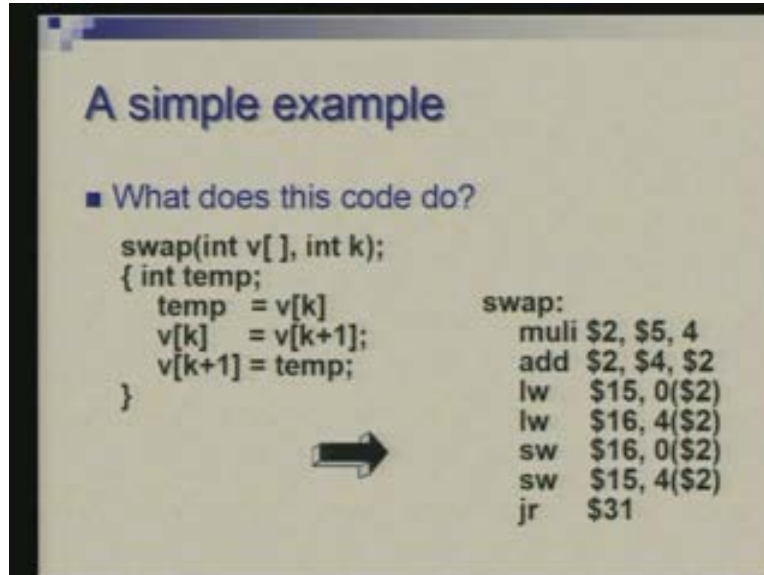 A simple example
What does this code do?
swap(int v[ ], int k);
{ int temp;
temp = v[k]
v[k] = v[k+1];
v[k+1] = temp;
}
swap:
muli $2, $5, 4
add $2, $4, $2
lw $15, 0($2)
lw $16, 4($2)
sw $16, 0($2)
sw $15, 4($2)
jr $31